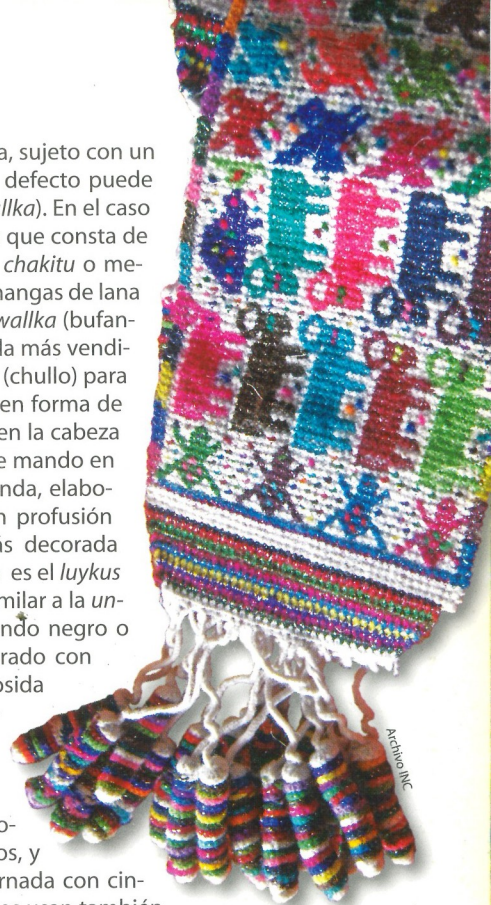 a, sujeto con un
defecto puede
llka). En el caso
que consta de
chakitu o me-
nangas de lana
wallka (bufan-
la más vendi-
(chullo) para
en forma de
en la cabeza
e mando en
nda, elabo-
n profusión
ás decorada
es el luykus
milar a la un-
ndo negro o
rado con
osida
o-
os, y
rnada con cin-
Archivo INC